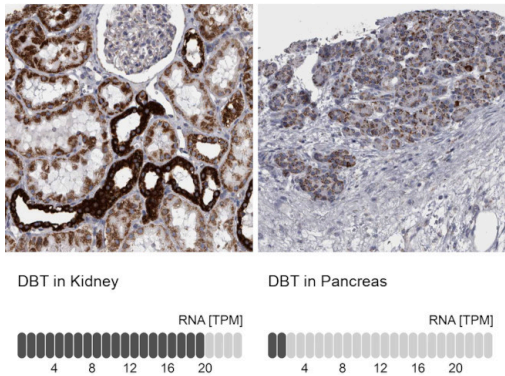 DBT in Kidney
DBT in Pancreas
RNA [TPM]
RNA [TPM]
4 8 12 16 20
4 8 12 16 20